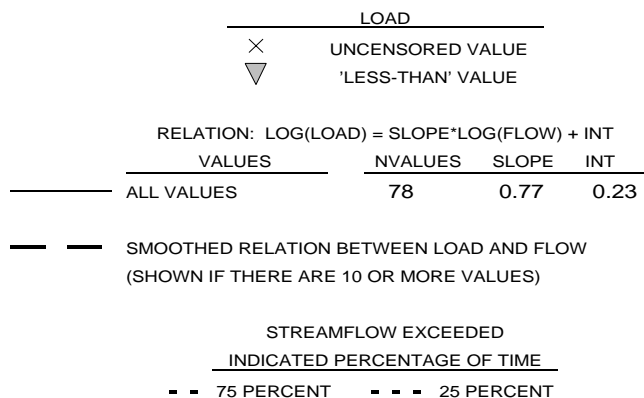 LOAD
UNCENSORED VALUE
'LESS-THAN' VALUE
RELATION: LOG(LOAD) = SLOPE*LOG(FLOW) + INT
VALUES NVALUES SLOPE INT
ALL VALUES 78 0.77 0.23
SMOOTHED RELATION BETWEEN LOAD AND FLOW
(SHOWN IF THERE ARE 10 OR MORE VALUES)
STREAMFLOW EXCEEDED
INDICATED PERCENTAGE OF TIME
75 PERCENT 25 PERCENT